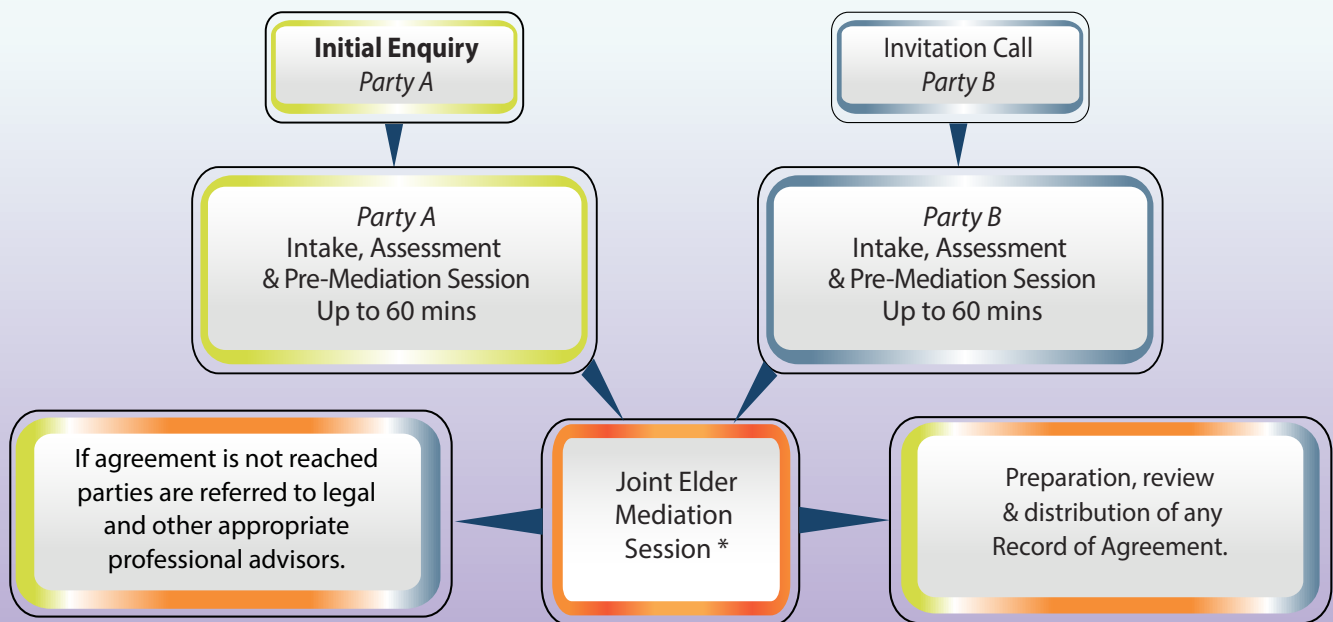 Initial Enquiry
Party A
Invitation Call
Party B
Party A
Intake, Assessment
& Pre-Mediation Session
Up to 60 mins
Party B
Intake, Assessment
& Pre-Mediation Session
Up to 60 mins
If agreement is not reached
parties are referred to legal
and other appropriate
professional advisors.
Joint Elder
Mediation
Session *
Preparation, review
& distribution of any
Record of Agreement.